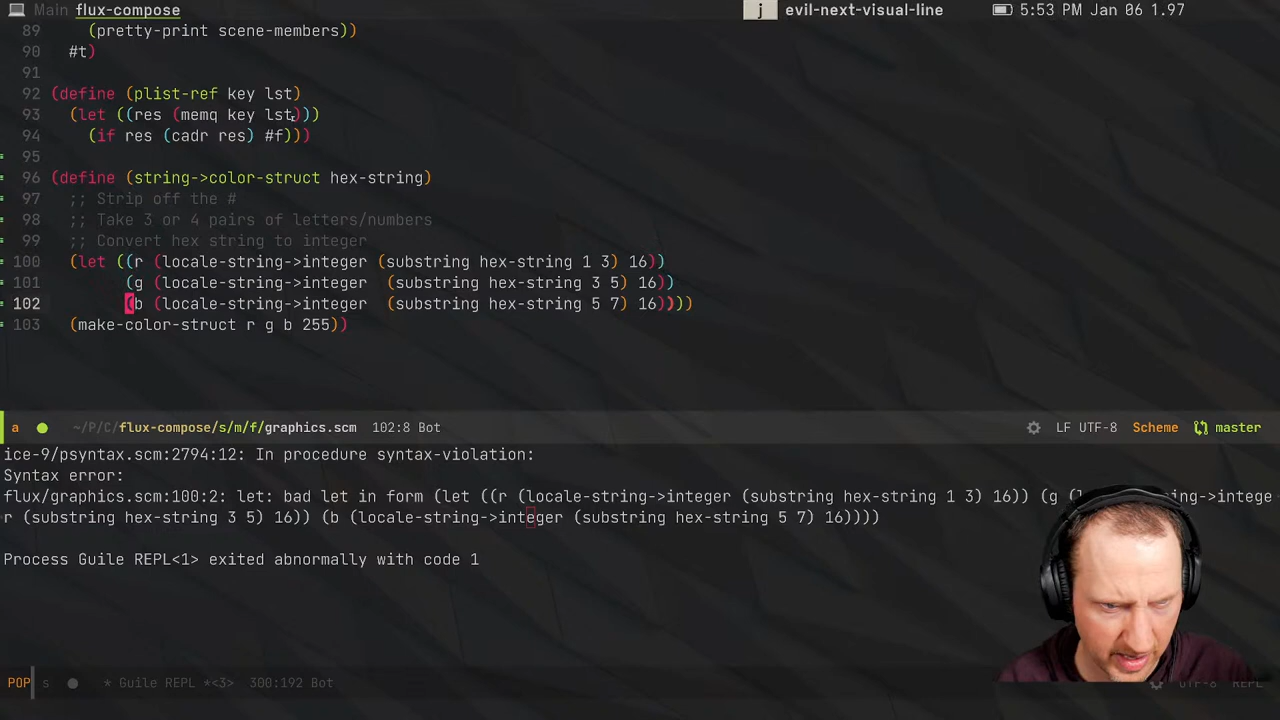 Main flux-compose
j evil-next-visual-line 5:53 PM Jan 06 1.97
89 (pretty-print scene-members))
90 #t)
91
92 (define (plist-ref key lst)
93 (let ((res (memq key lst)))
94 (if res (cadr res) #f)))
95
96 (define (string->color-struct hex-string)
97 ;; Strip off the #
98 ;; Take 3 or 4 pairs of letters/numbers
99 ;; Convert hex string to integer
100 (let ((r (locale-string->integer (substring hex-string 1 3) 16))
101 (g (locale-string->integer (substring hex-string 3 5) 16))
102 (b (locale-string->integer (substring hex-string 5 7) 16))))
103 (make-color-struct r g b 255))
a ~/P/C/flux-compose/s/m/f/graphics.scm 102:8 Bot LF UTF-8 Scheme master
ice-9/psyntax.scm:2794:12: In procedure syntax-violation:
Syntax error:
flux/graphics.scm:100:2: let: bad let in form (let ((r (locale-string->integer (substring hex-string 1 3) 16)) (g (
r (substring hex-string 3 5) 16)) (b (locale-string->integer (substring hex-string 5 7) 16))))
Process Guile REPL<1> exited abnormally with code 1
POP s * Guile REPL *<3> 300:192 Bot UTF-8 REPL